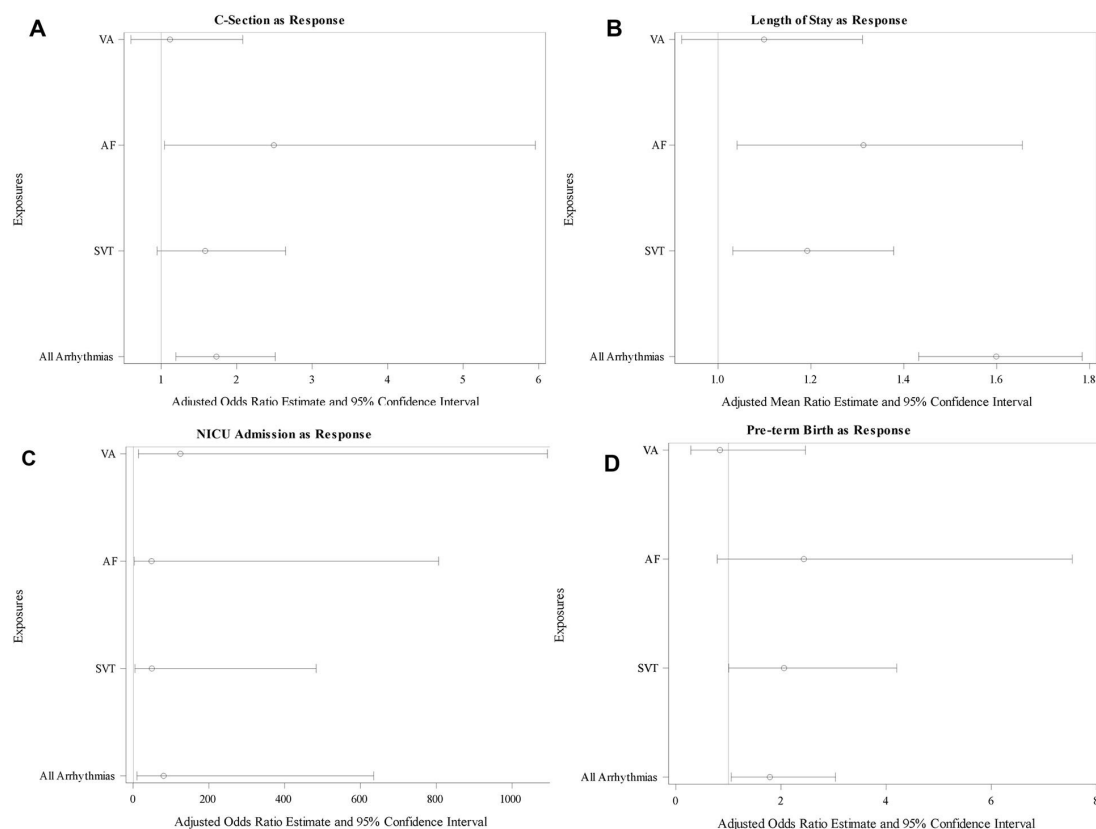 A
C-Section as Response
VA
AF
SVT
All Arrhythmias
Exposures
1 2 3 4 5 6
Adjusted Odds Ratio Estimate and 95% Confidence Interval
B
Length of Stay as Response
VA
AF
SVT
All Arrhythmias
Exposures
1.0 1.2 1.4 1.6 1.8
Adjusted Mean Ratio Estimate and 95% Confidence Interval
C
NICU Admission as Response
VA
AF
SVT
All Arrhythmias
Exposures
0 200 400 600 800 1000
Adjusted Odds Ratio Estimate and 95% Confidence Interval
D
Pre-term Birth as Response
VA
AF
SVT
All Arrhythmias
Exposures
0 2 4 6 8
Adjusted Odds Ratio Estimate and 95% Confidence Interval